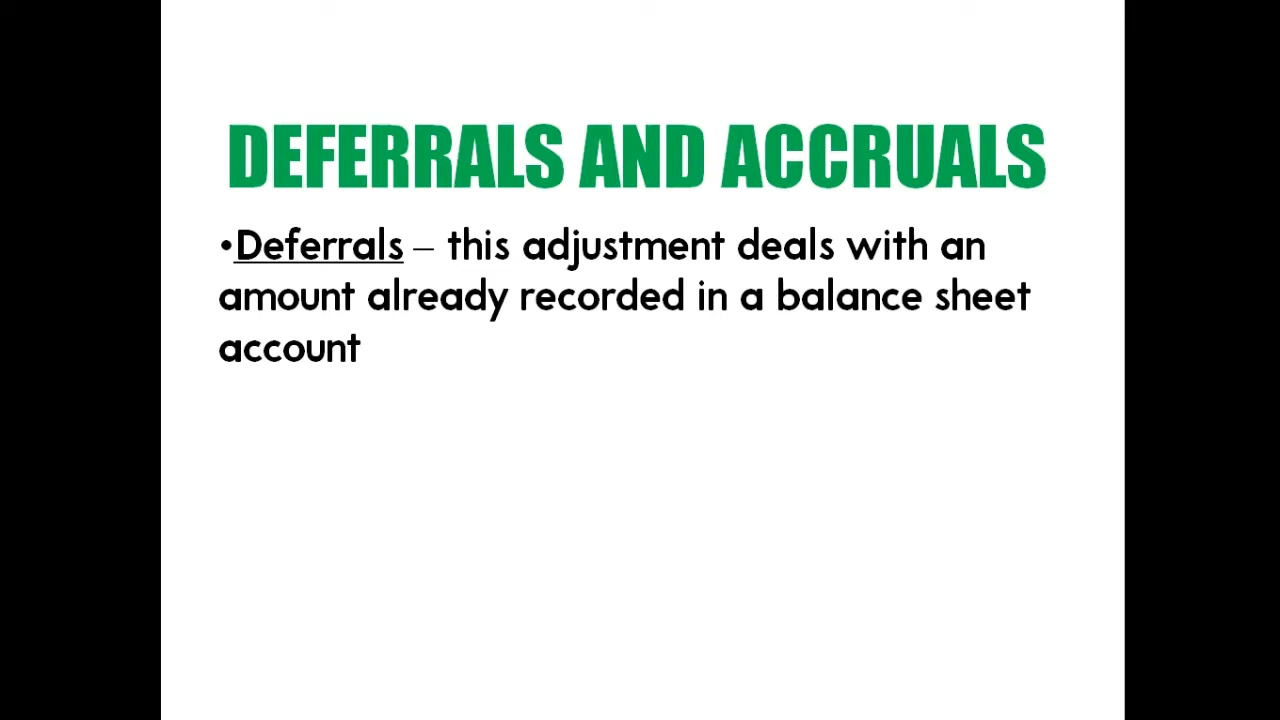 DEFERRALS AND ACCRUALS
•Deferrals – this adjustment deals with an
amount already recorded in a balance sheet
account